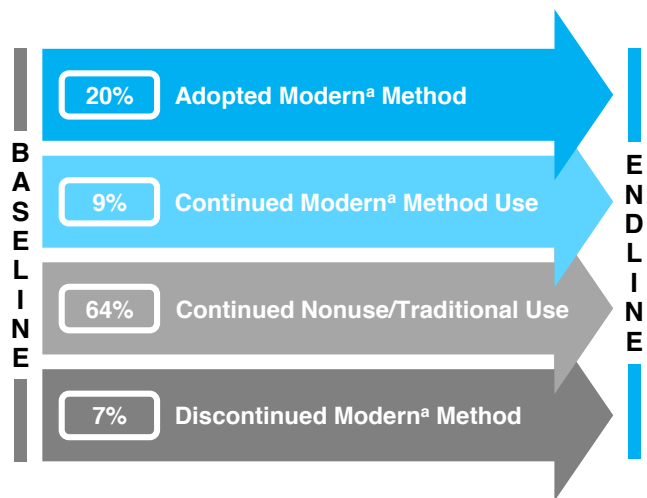 BASELINE
20% Adopted Modernᵃ Method
9% Continued Modernᵃ Method Use
64% Continued Nonuse/Traditional Use
7% Discontinued Modernᵃ Method
ENDLINE